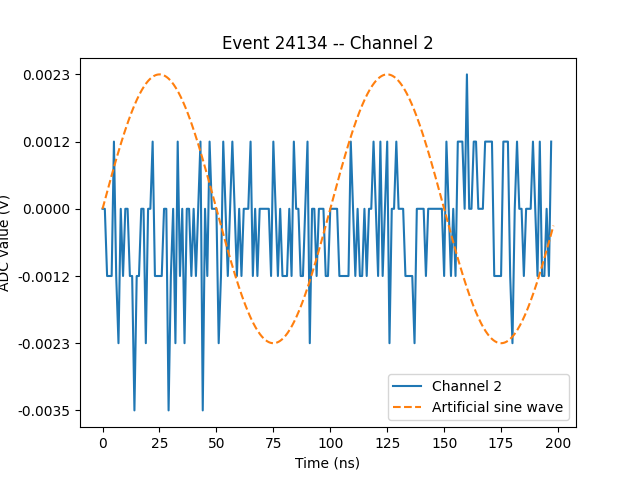 Event 24134 -- Channel 2
ADC Value (V)
0.0023
0.0012
0.0000
-0.0012
-0.0023
-0.0035
0 25 50 75 100 125 150 175 200
Time (ns)
Channel 2
Artificial sine wave